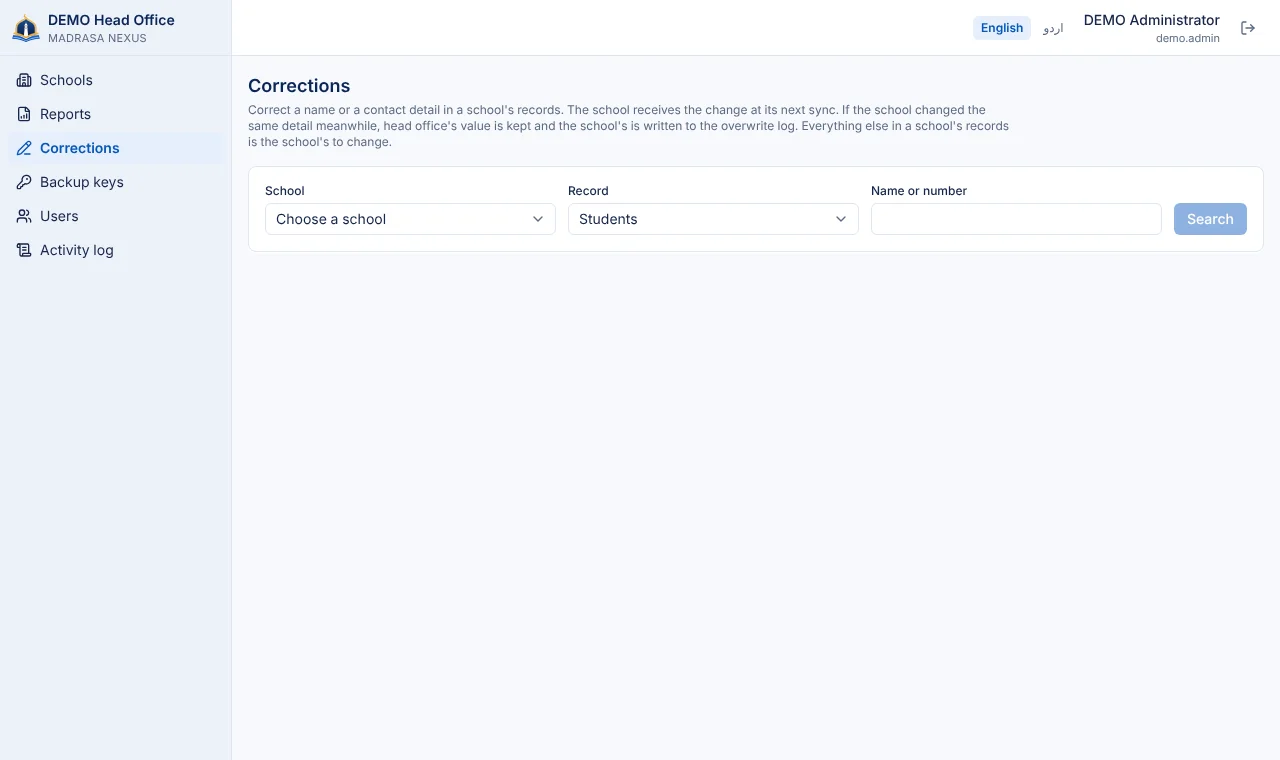 DEMO Head Office
MADRASA NEXUS
English
اردو
DEMO Administrator
demo.admin
Schools
Reports
Corrections
Backup keys
Users
Activity log
Corrections
Correct a name or a contact detail in a school's records. The school receives the change at its next sync. If the school changed the
same detail meanwhile, head office's value is kept and the school's is written to the overwrite log. Everything else in a school's records
is the school's to change.
School
Record
Name or number
Choose a school
Students
Search